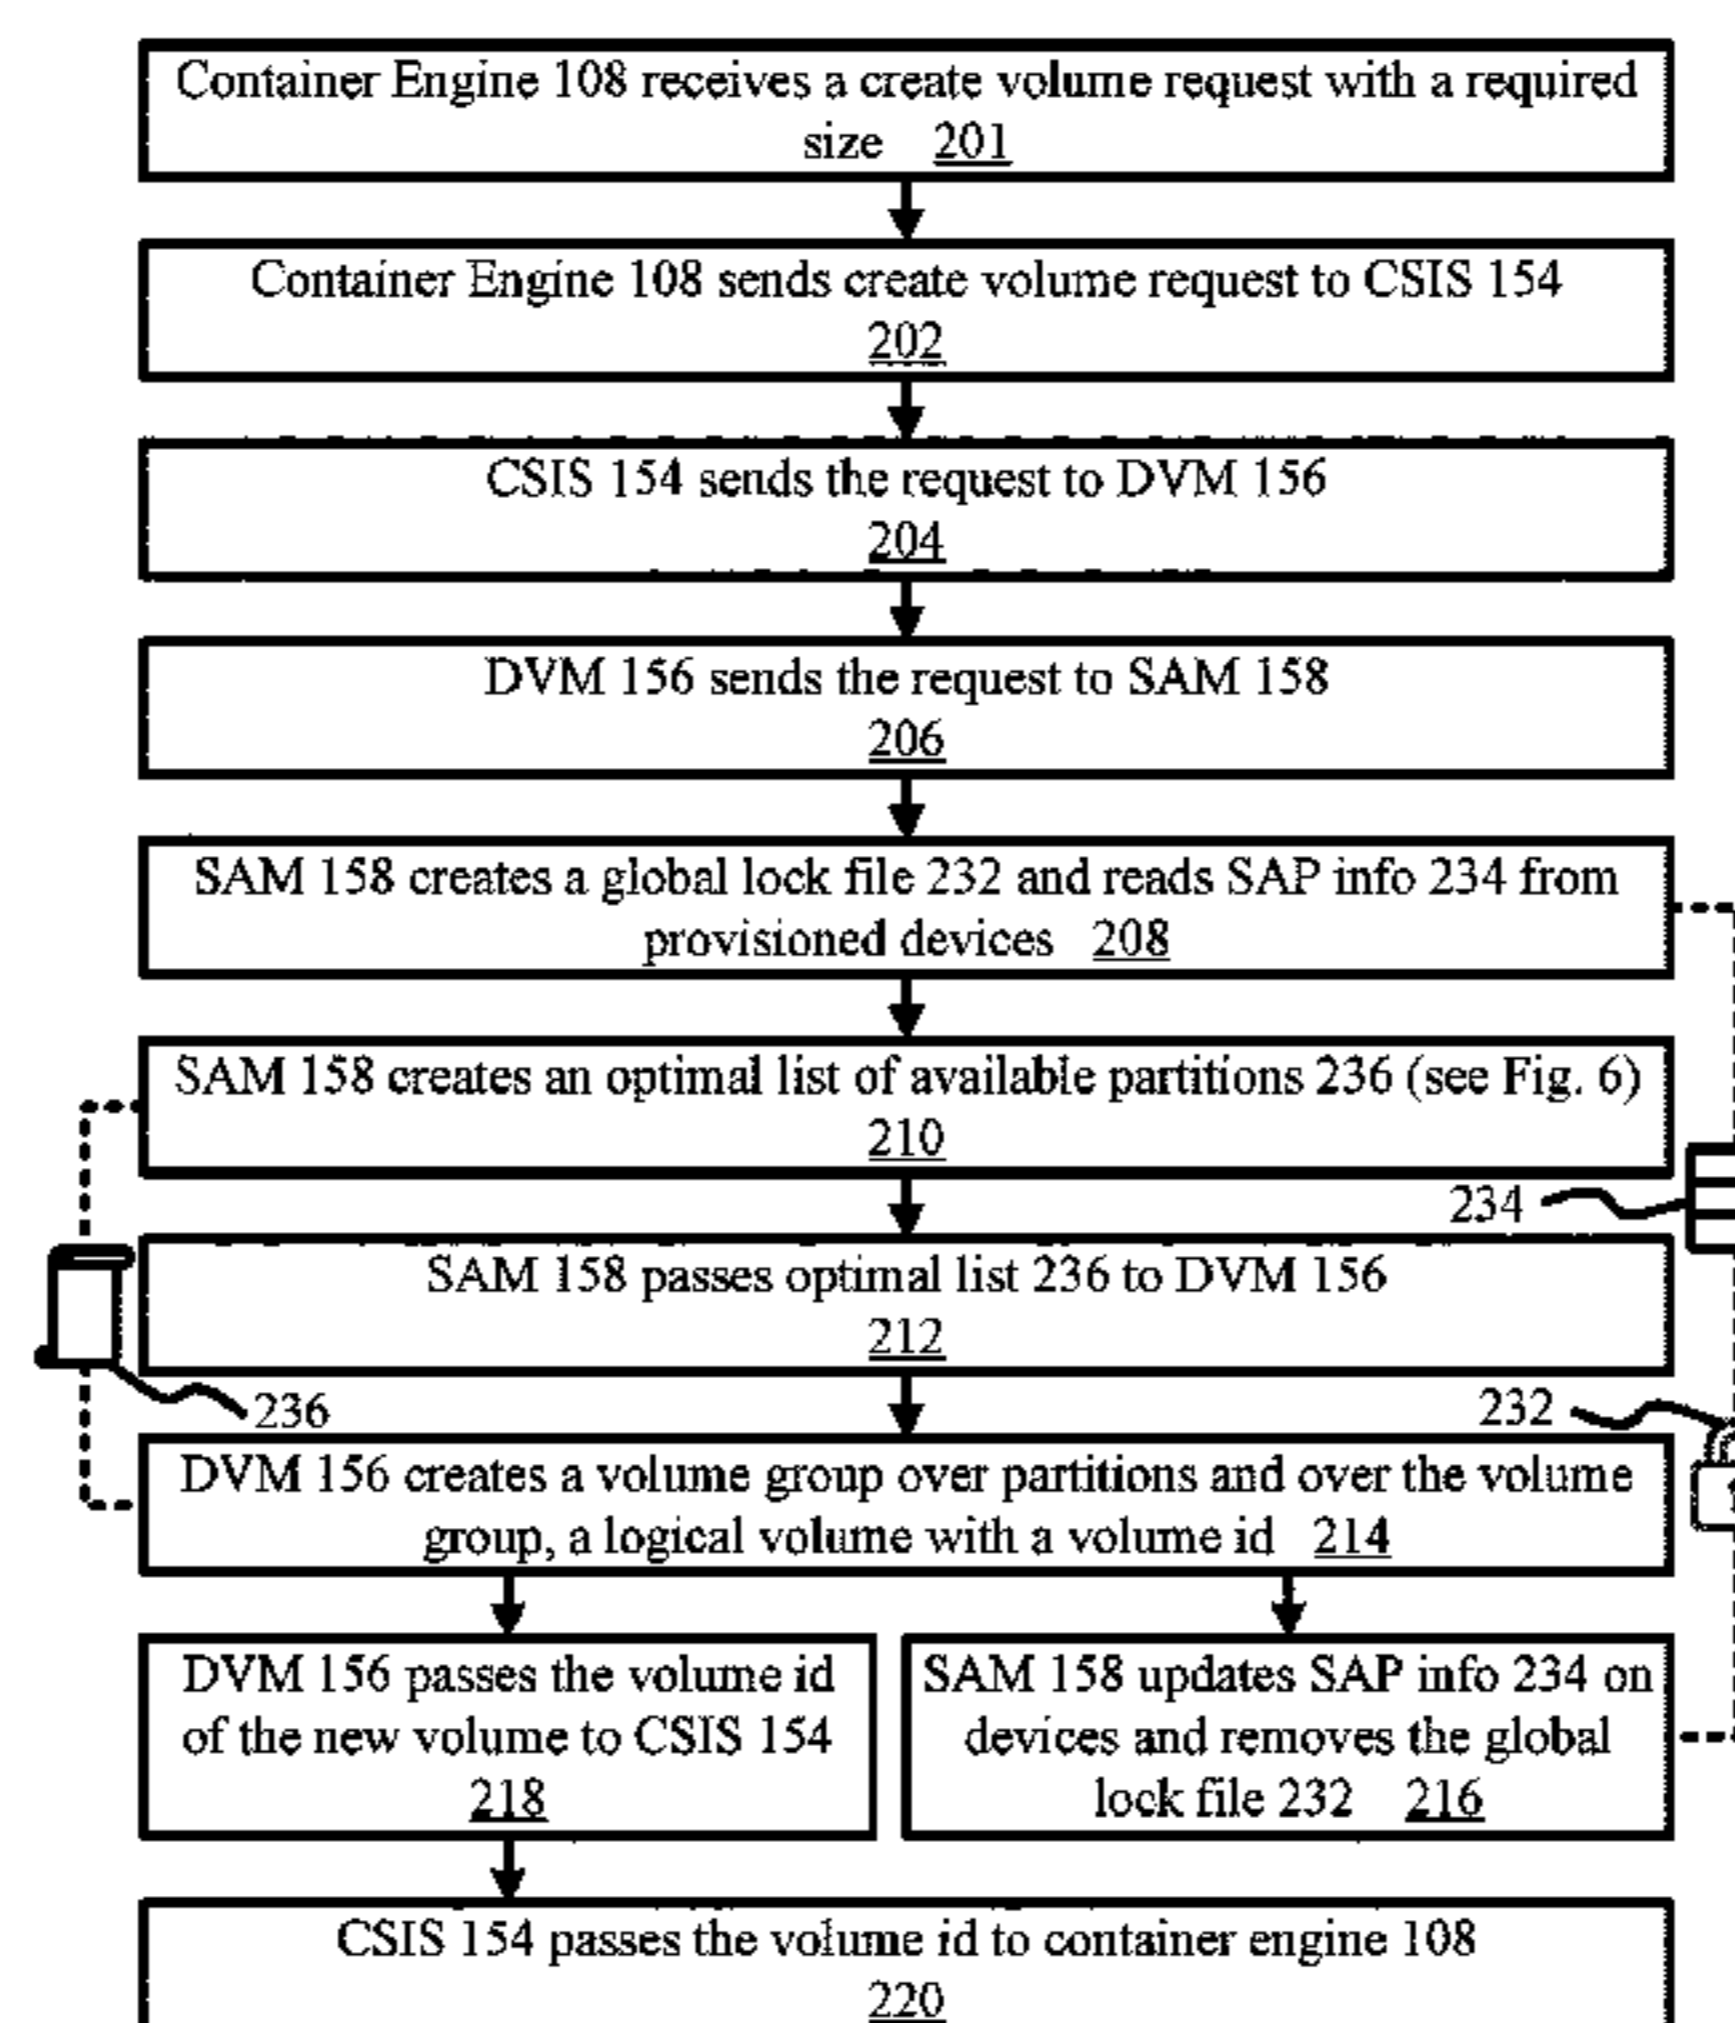 Container Engine 108 receives a create volume request with a required
size 201
Container Engine 108 sends create volume request to CSIS 154
202
CSIS 154 sends the request to DVM 156
204
DVM 156 sends the request to SAM 158
206
SAM 158 creates a global lock file 232 and reads SAP info 234 from
provisioned devices 208
SAM 158 creates an optimal list of available partitions 236 (see Fig. 6)
210
234
SAM 158 passes optimal list 236 to DVM 156
212
236
232
DVM 156 creates a volume group over partitions and over the volume
group, a logical volume with a volume id 214
DVM 156 passes the volume id
of the new volume to CSIS 154
218
SAM 158 updates SAP info 234 on
devices and removes the global
lock file 232 216
CSIS 154 passes the volume id to container engine 108
220